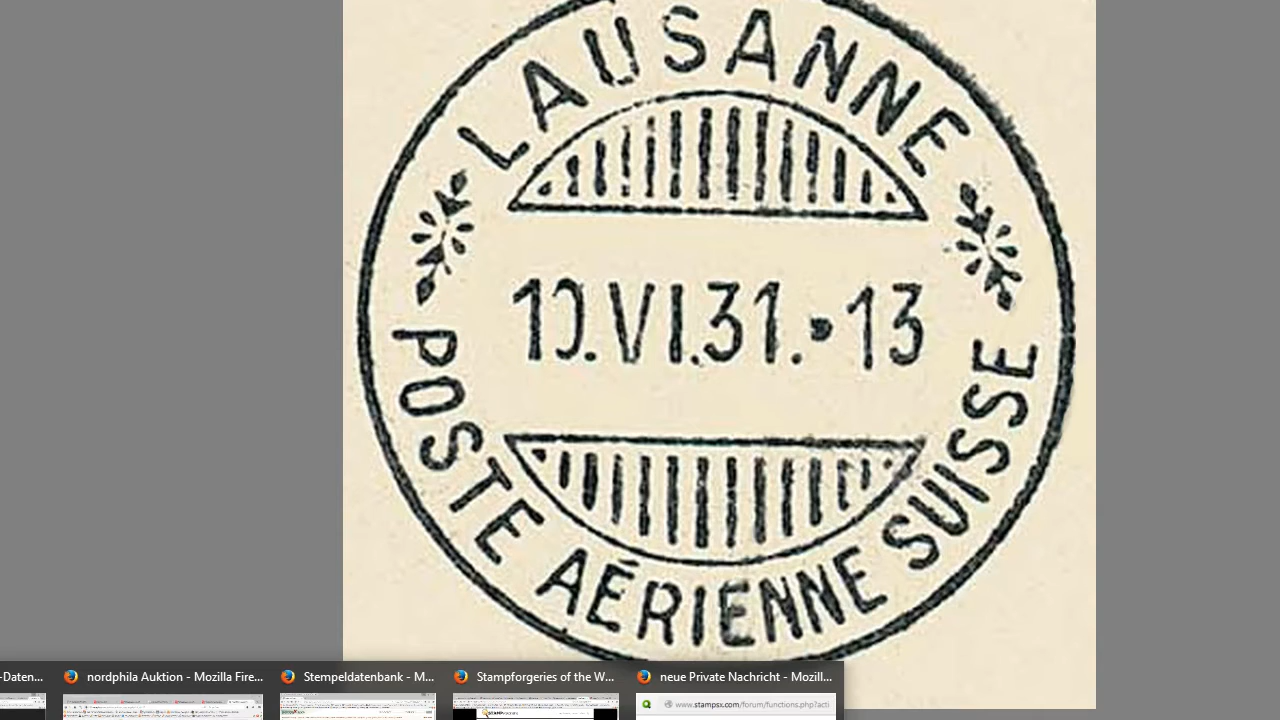 LAUSANNE
10.VI.31.•13
POSTE AÉRIENNE SUISSE
-Daten...
nordphila Auktion - Mozilla Fire...
Stempeldatenbank - M...
Stampforgeries of the W...
neue Private Nachricht - Mozill...
www.stampsx.com/forum/functions.php?acti